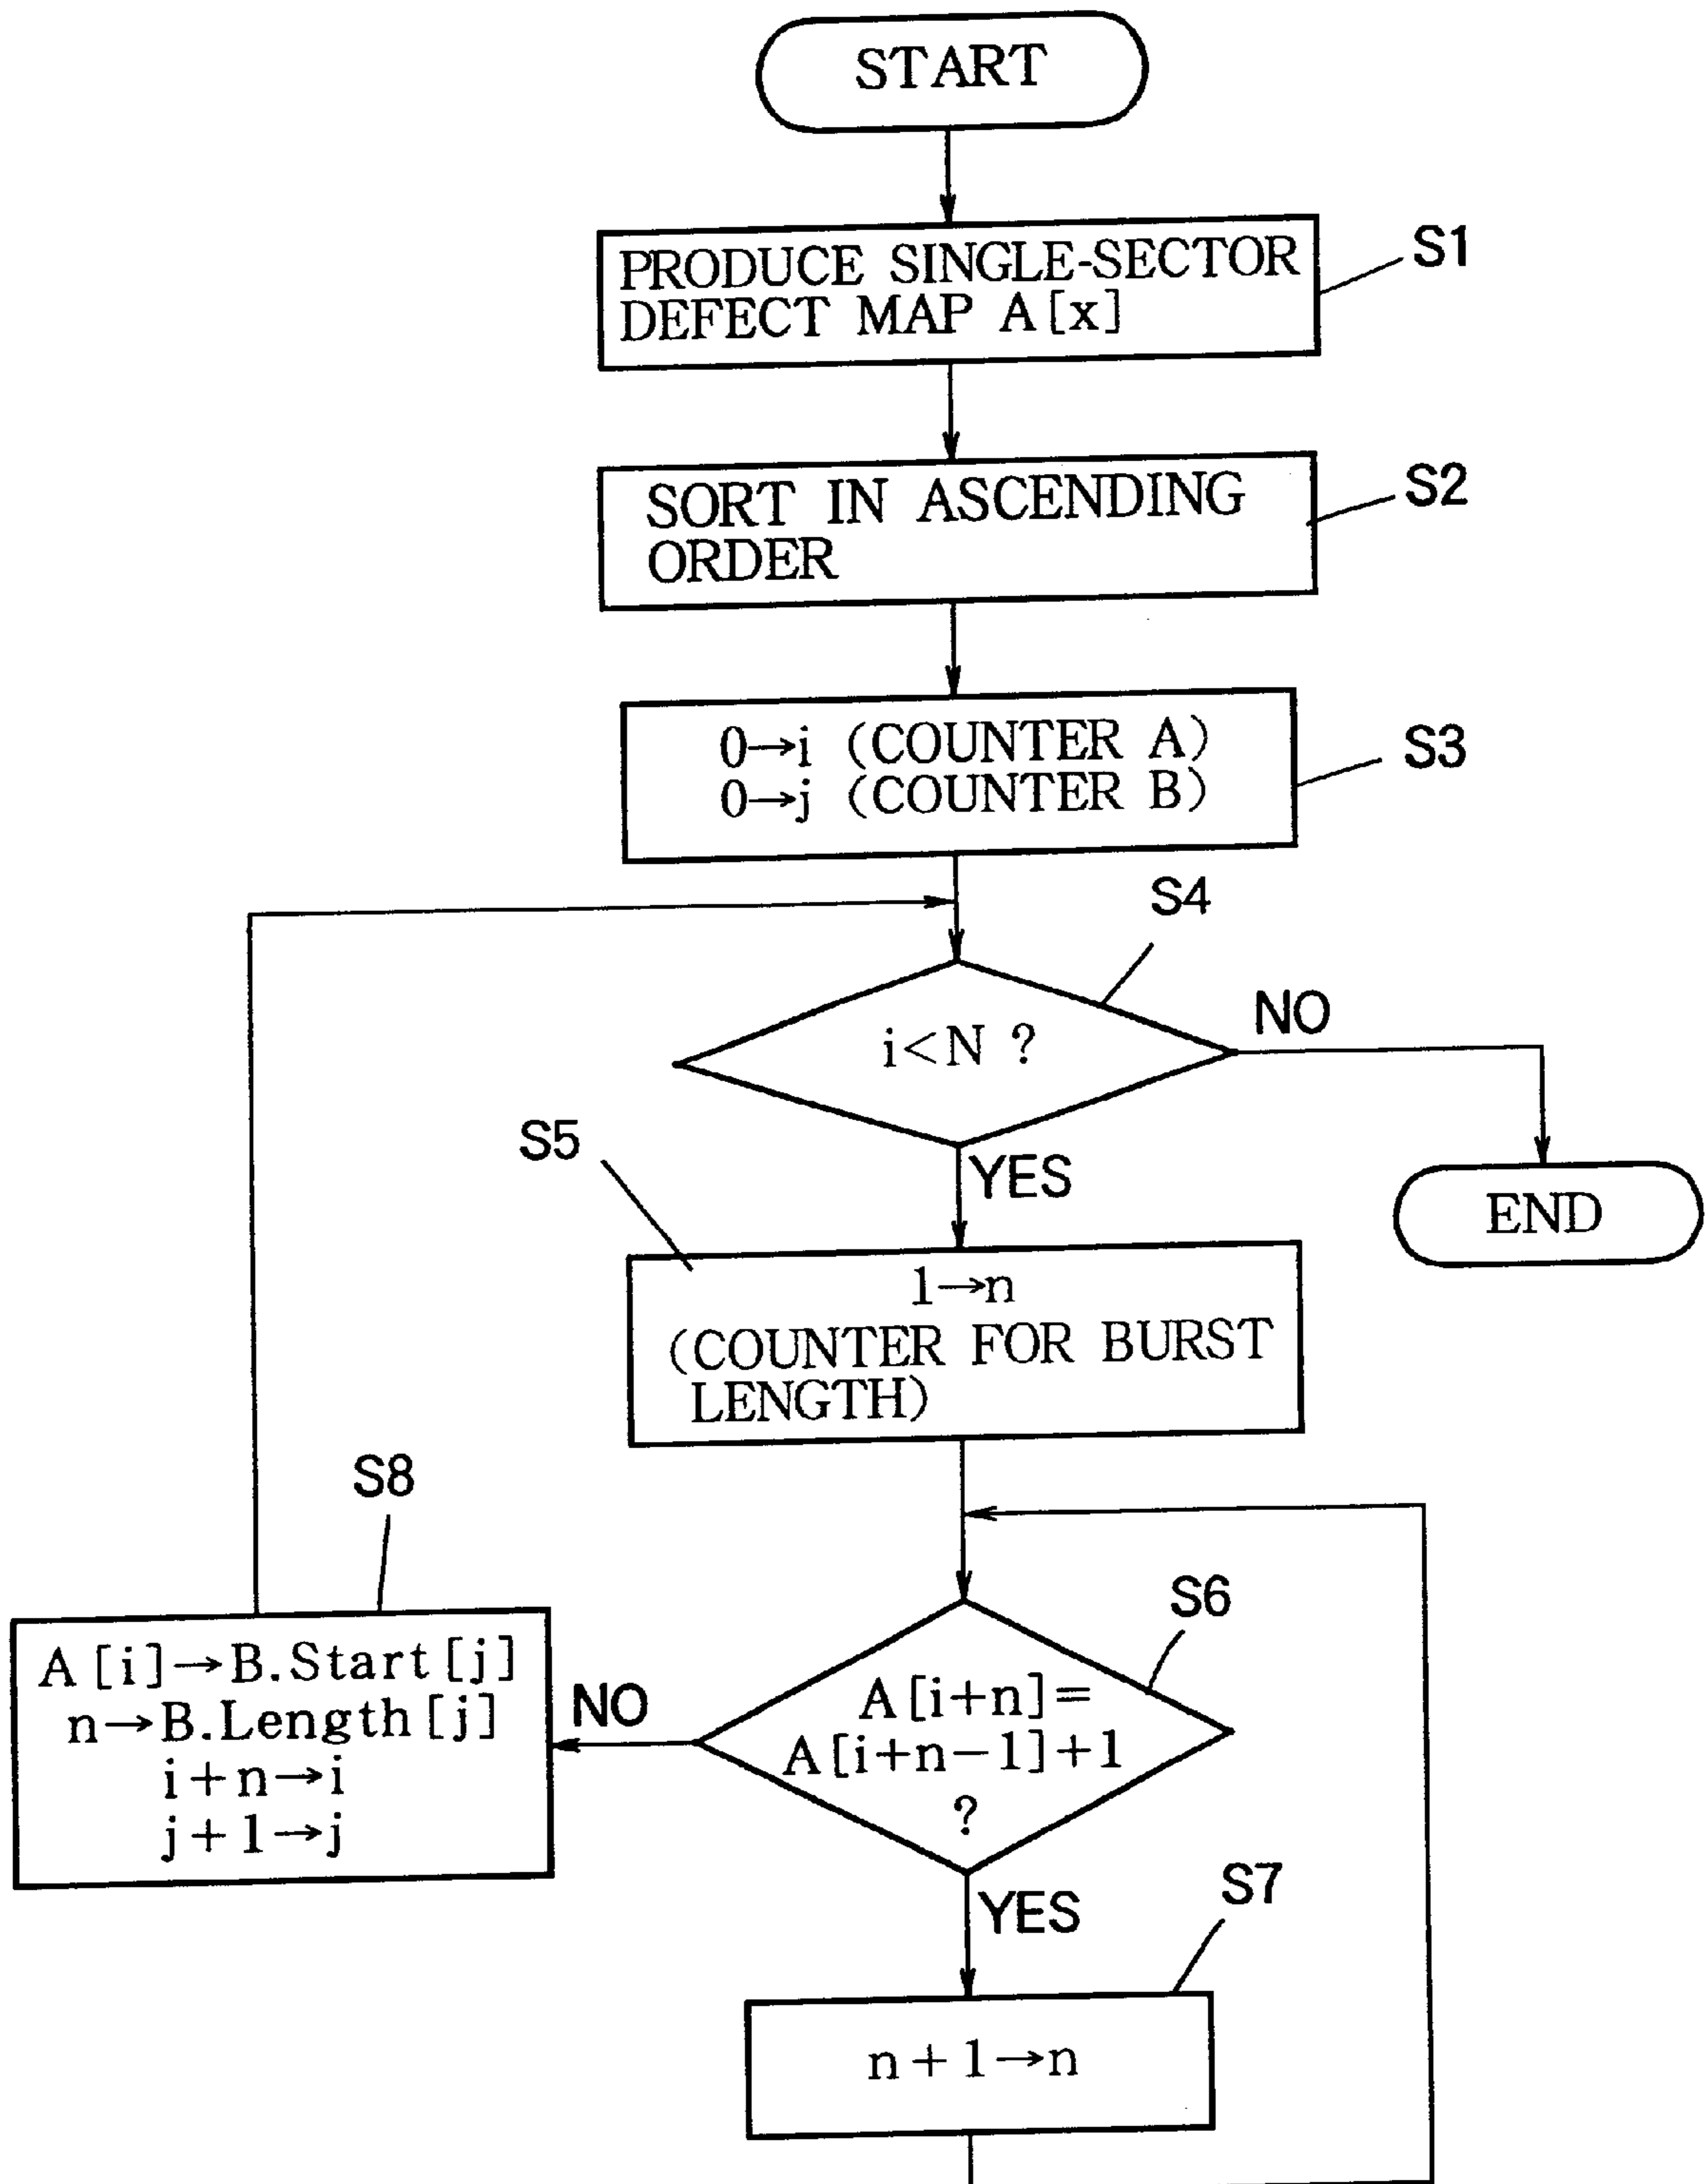 START
PRODUCE SINGLE-SECTOR
DEFECT MAP A[x]
S1
SORT IN ASCENDING
ORDER
S2
0→i (COUNTER A)
0→j (COUNTER B)
S3
S4
i<N ?
NO
YES
END
S5
1→n
(COUNTER FOR BURST
LENGTH)
S8
A[i]→B.Start[j]
n→B.Length[j]
i+n→i
j+1→j
NO
S6
A[i+n]=
A[i+n−1]+1
?
YES
S7
n+1→n